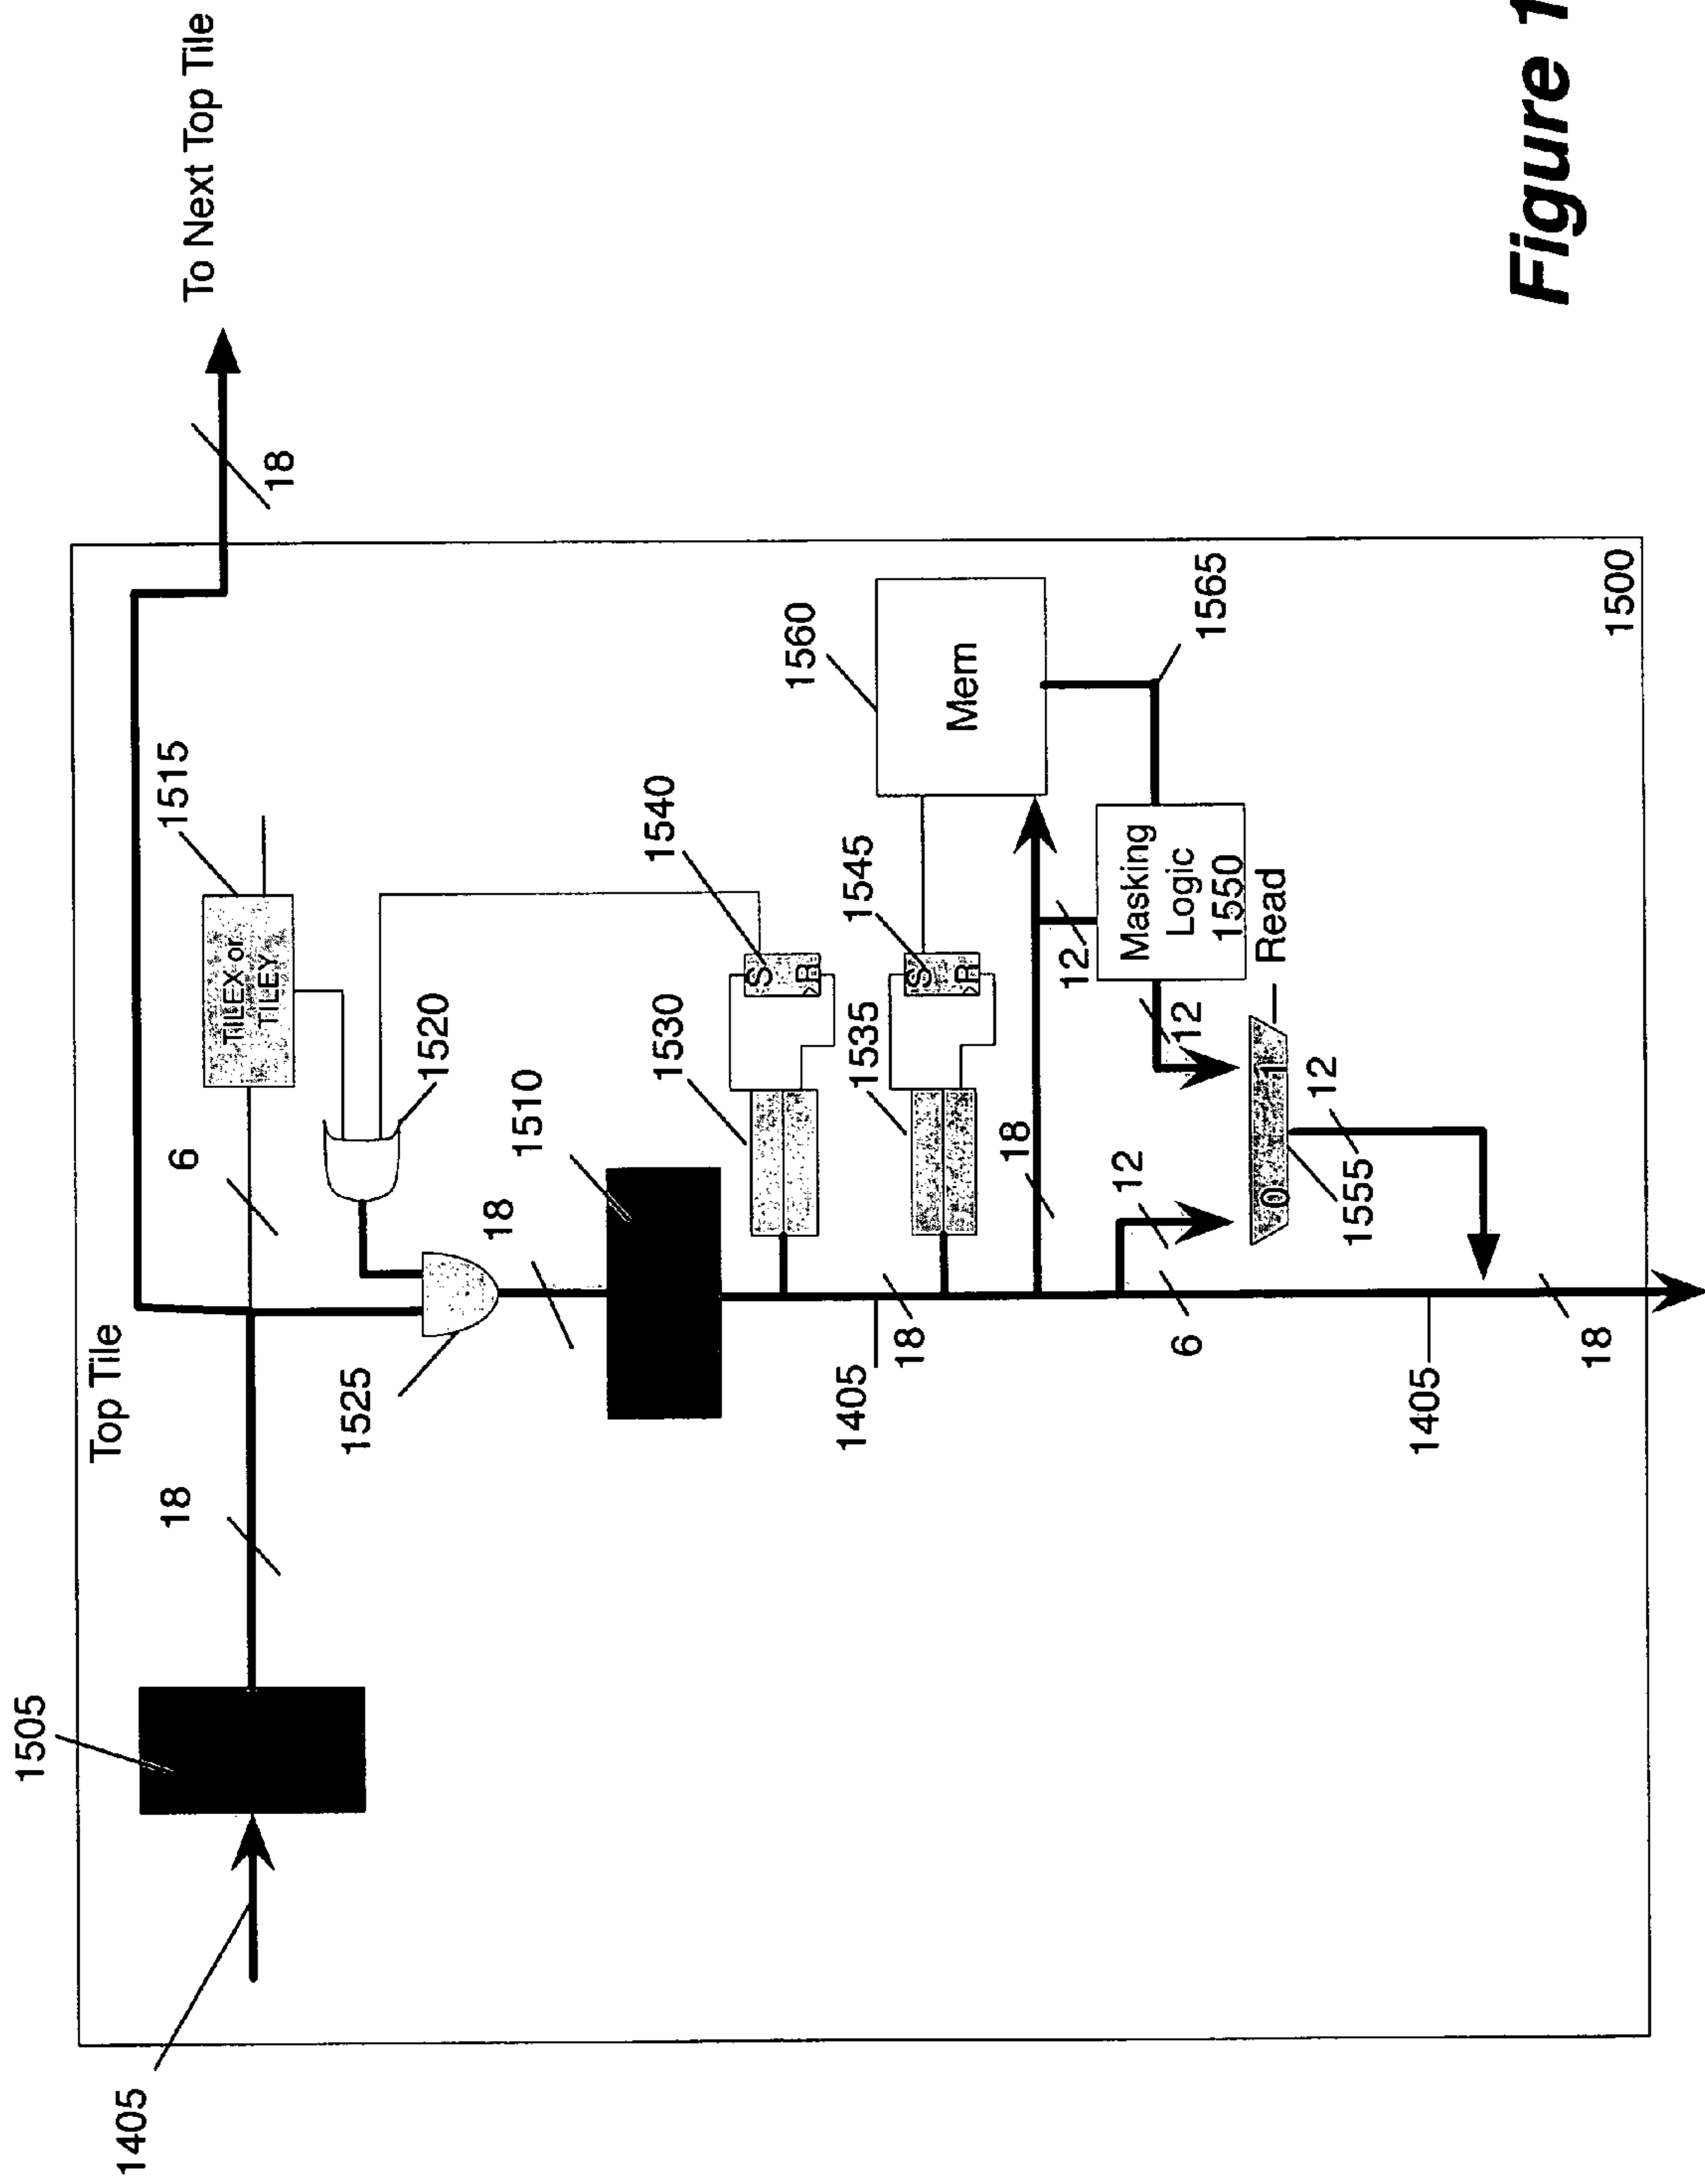 To Next Top Tile
18
Top Tile
1505
1405
18
6
1515
TILEX or
TILEY
1520
1525
18
1510
1530
1540
1405
18
1535
1545
1560
Mem
18
12
Masking
Logic
1550
1565
12
Read
12
6
0
1
1555
12
1405
18
1500
S
R
S
R
Figure 1